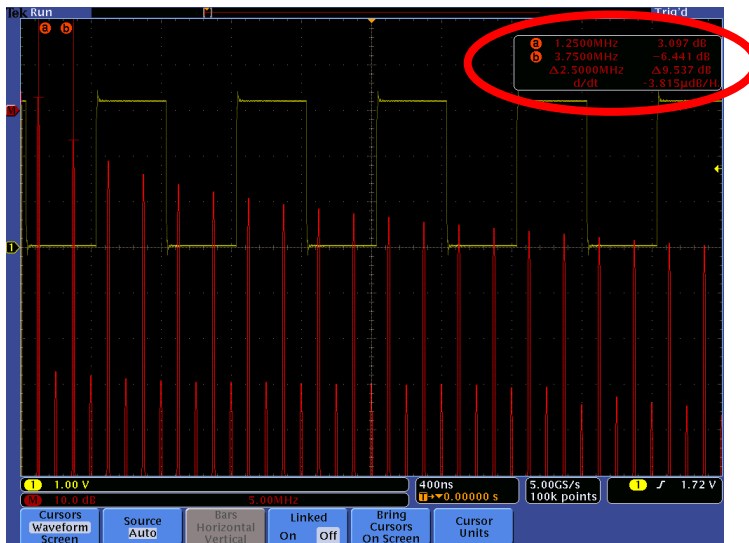 Tek Run Trig'd
a b
a 1.2500MHz 3.097 dB
b 3.7500MHz -6.441 dB
Δ2.5000MHz Δ9.537 dB
d/dt -3.815µdB/H
M
1
1 1.00 V
M 10.0 dB 5.00MHz
400ns
T→▼0.00000 s
5.00GS/s
100k points
1 1.72 V
Cursors
Waveform
Screen
Source
Auto
Bars
Horizontal
Vertical
Linked
On Off
Bring
Cursors
On Screen
Cursor
Units